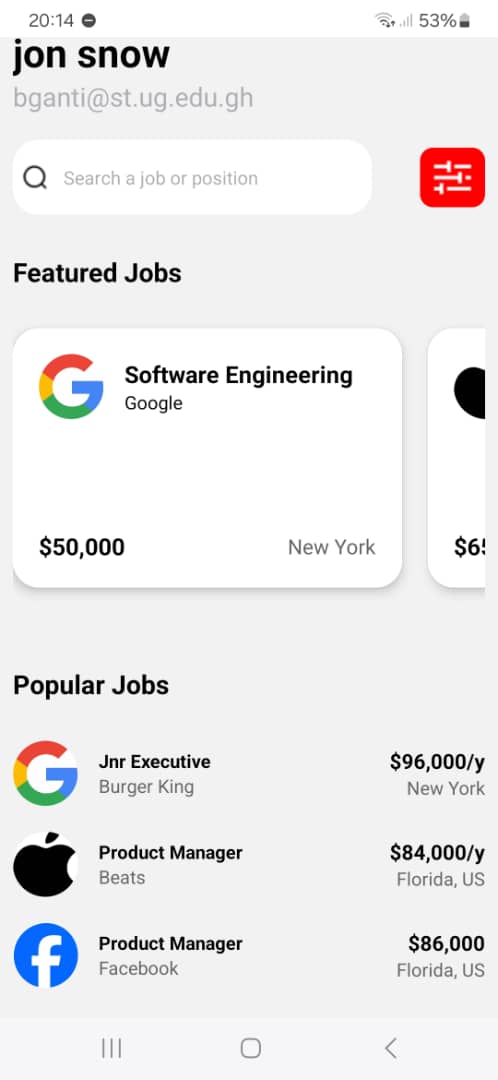 20:14 53%
jon snow
bganti@st.ug.edu.gh
Search a job or position
Featured Jobs
Software Engineering
Google
$50,000 New York
Popular Jobs
Jnr Executive $96,000/y
Burger King New York
Product Manager $84,000/y
Beats Florida, US
Product Manager $86,000
Facebook Florida, US